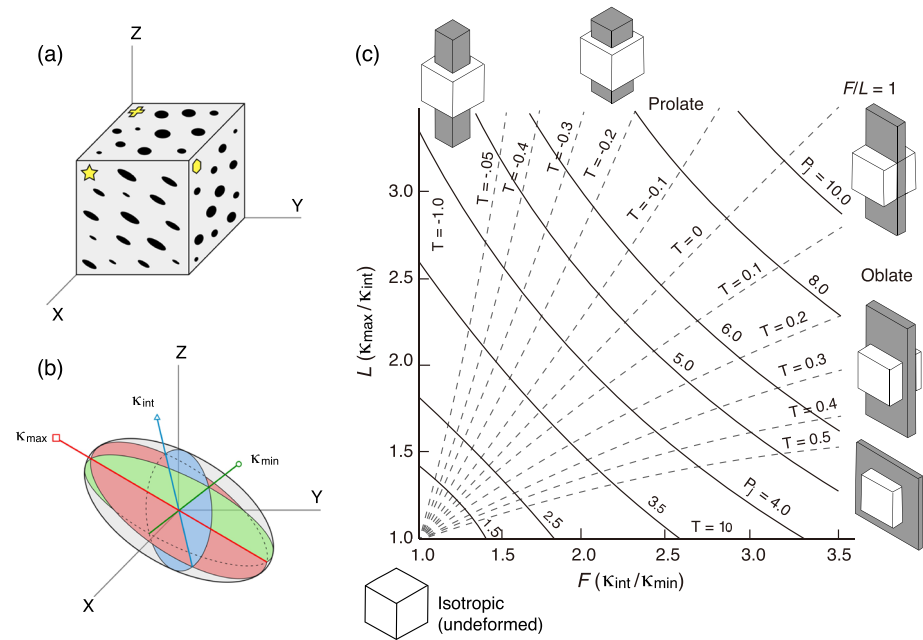 (a)
Z
Y
X
(b)
Z
κint
κmax
κmin
Y
X
(c)
Prolate
F/L = 1
Oblate
L (κmax/κint)
3.0
2.5
2.0
1.5
1.0
1.0
1.5
2.0
2.5
3.0
3.5
F (κint/κmin)
T = -1.0
T = -.05
T = -0.4
T = -0.3
T = -0.2
T = -0.1
T = 0
T = 0.1
T = 0.2
T = 0.3
T = 0.4
T = 0.5
T = 10
Pj = 10.0
8.0
6.0
5.0
Pj = 4.0
3.5
2.5
1.5
Isotropic
(undeformed)